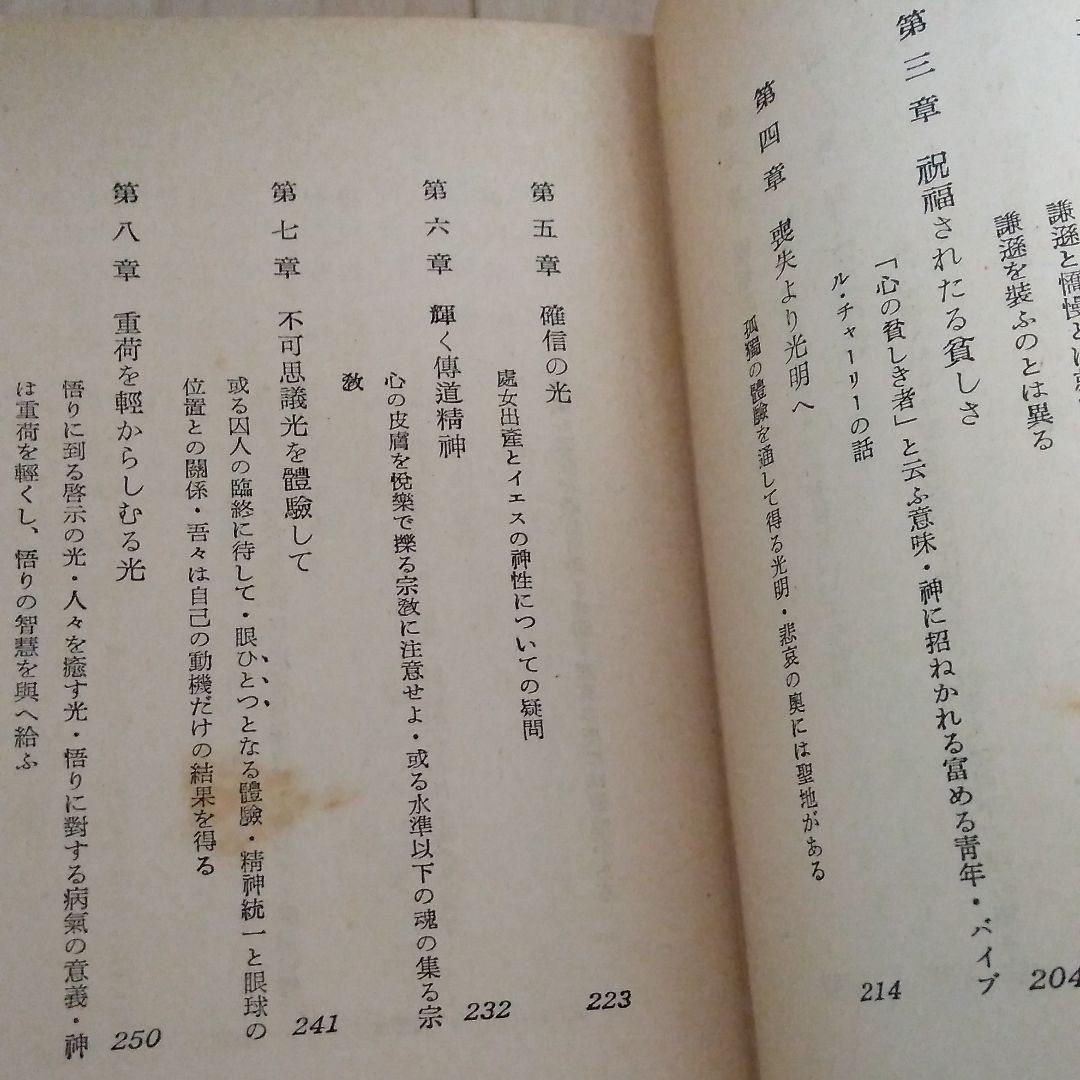 謙遜を裝ふのとは異る
第三章 祝福されたる貧しさ 204
「心の貧しき者」と云ふ意味・神に招ねかれる富める青年・バイブ
ル・チャーリーの話
第四章 喪失より光明へ 214
孤獨の體驗を通して得る光明・悲哀の奧には聖地がある
第五章 確信の光 223
處女出產とイエスの神性についての疑問
第六章 輝く傳道精神 232
心の皮膚を悅樂で擽る宗敎に注意せよ・或る水準以下の魂の集る宗
敎
第七章 不可思議光を體驗して 241
或る囚人の臨終に待して・眼ひとつとなる體驗・精神統一と眼球の
位置との關係・吾々は自己の動機だけの結果を得る
第八章 重荷を輕からしむる光 250
悟りに到る啓示の光・人々を癒す光・悟りに對する病氣の意義・神
は重荷を輕くし、悟りの智慧を與へ給ふ